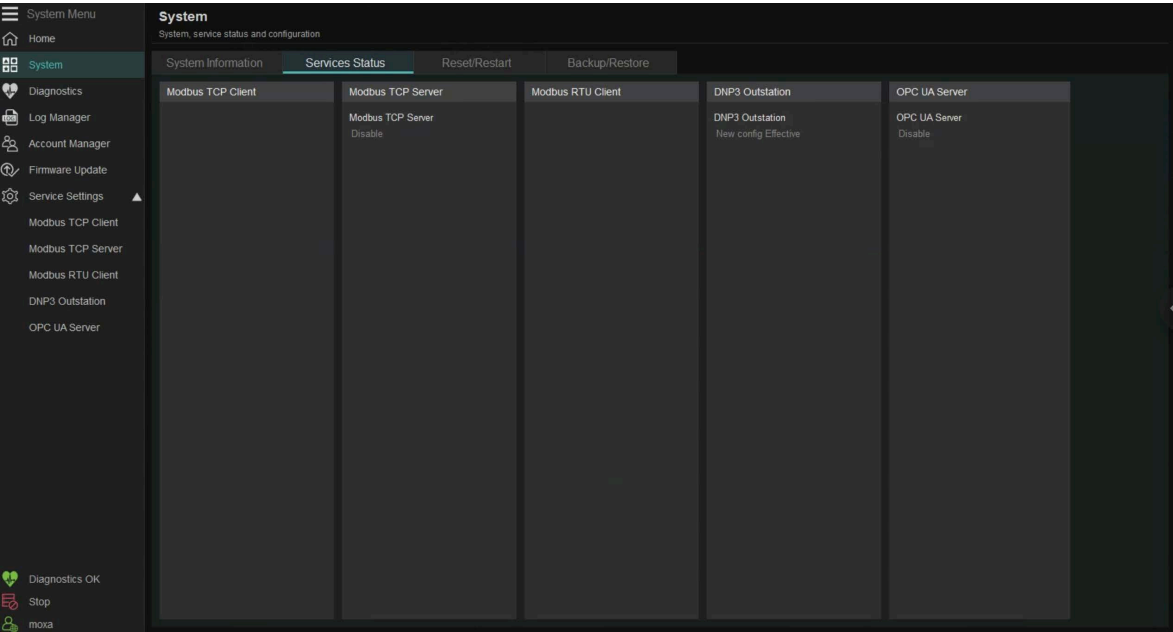 System Menu
Home
System
Diagnostics
Log Manager
Account Manager
Firmware Update
Service Settings
Modbus TCP Client
Modbus TCP Server
Modbus RTU Client
DNP3 Outstation
OPC UA Server
Diagnostics OK
Stop
moxa
System
System, service status and configuration
System Information Services Status Reset/Restart Backup/Restore
Modbus TCP Client
Modbus TCP Server
Modbus TCP Server
Disable
Modbus RTU Client
DNP3 Outstation
DNP3 Outstation
New config Effective
OPC UA Server
OPC UA Server
Disable